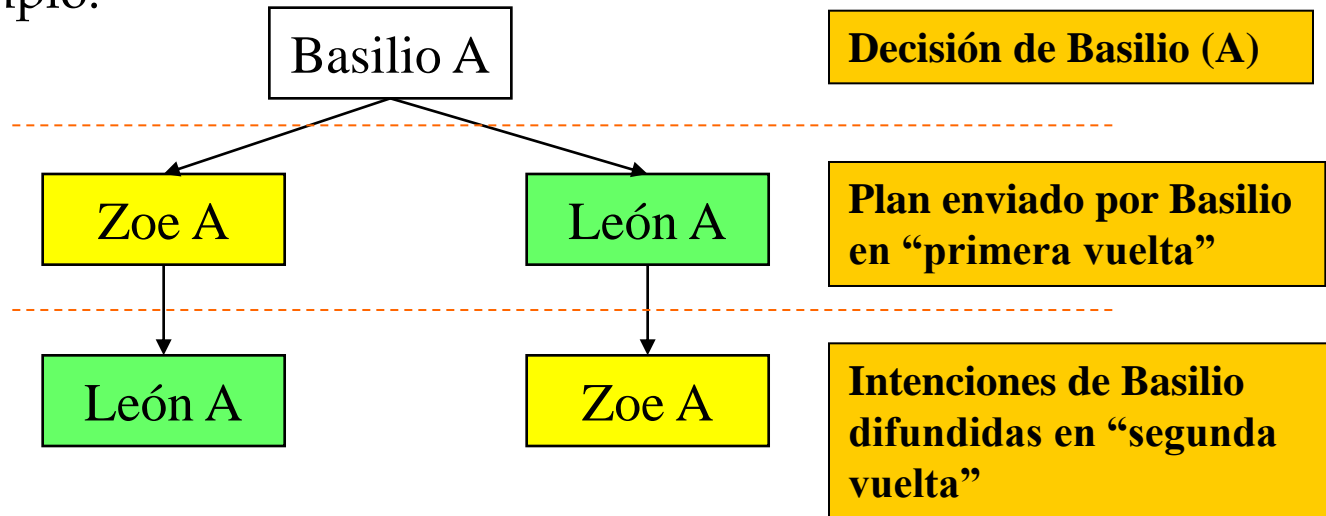 Basilio A
Decisión de Basilio (A)
Zoe A
León A
Plan enviado por Basilio
en “primera vuelta”
León A
Zoe A
Intenciones de Basilio
difundidas en “segunda
vuelta”